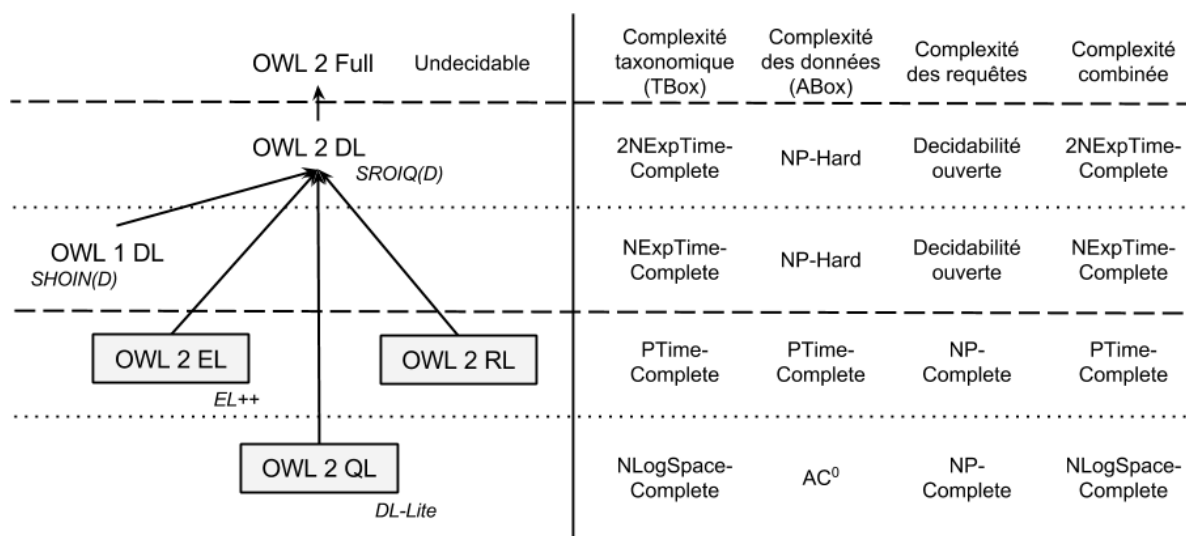 Complexité
taxonomique
(TBox)
Complexité
des données
(ABox)
Complexité
des requêtes
Complexité
combinée
OWL 2 Full
Undecidable
OWL 2 DL
SROIQ(D)
2NExpTime-
Complete
NP-Hard
Decidabilité
ouverte
2NExpTime-
Complete
OWL 1 DL
SHOIN(D)
NExpTime-
Complete
NP-Hard
Decidabilité
ouverte
NExpTime-
Complete
OWL 2 EL
EL++
OWL 2 RL
PTime-
Complete
PTime-
Complete
NP-
Complete
PTime-
Complete
OWL 2 QL
DL-Lite
NLogSpace-
Complete
AC⁰
NP-
Complete
NLogSpace-
Complete